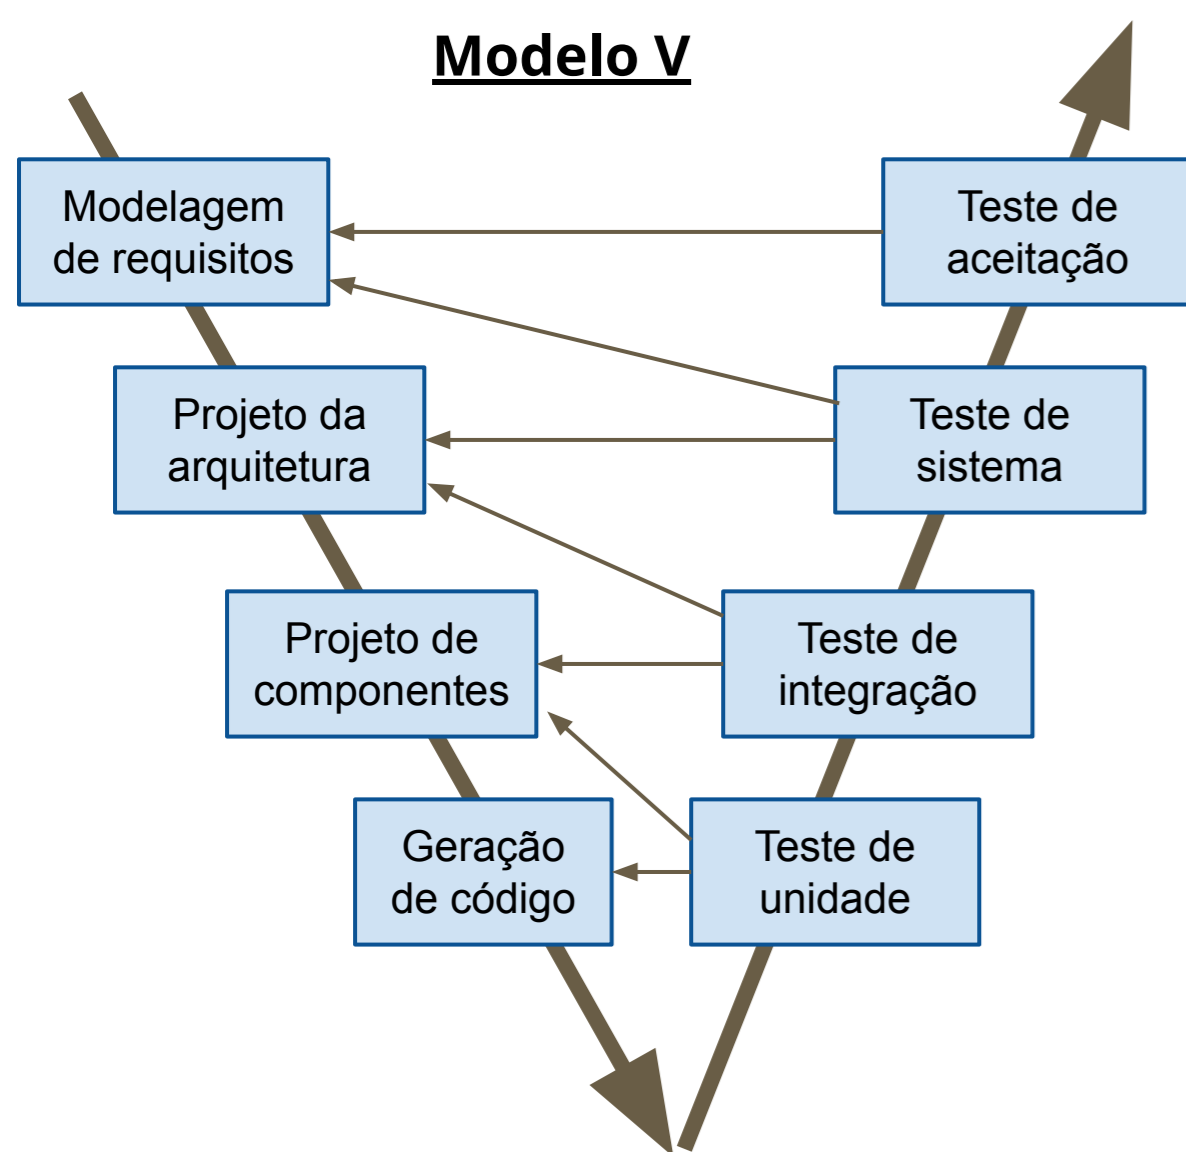 Modelo V
Modelagem
de requisitos
Teste de
aceitação
Projeto da
arquitetura
Teste de
sistema
Projeto de
componentes
Teste de
integração
Geração
de código
Teste de
unidade